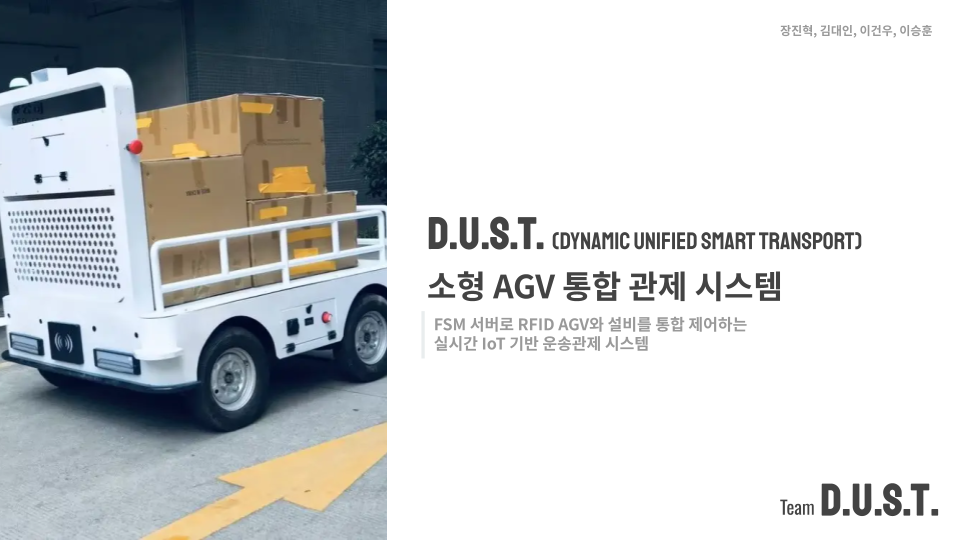 장진혁, 김대인, 이건우, 이승훈
D.U.S.T. (DYNAMIC UNIFIED SMART TRANSPORT)
소형 AGV 통합 관제 시스템
FSM 서버로 RFID AGV와 설비를 통합 제어하는
실시간 IoT 기반 운송관제 시스템
Team D.U.S.T.